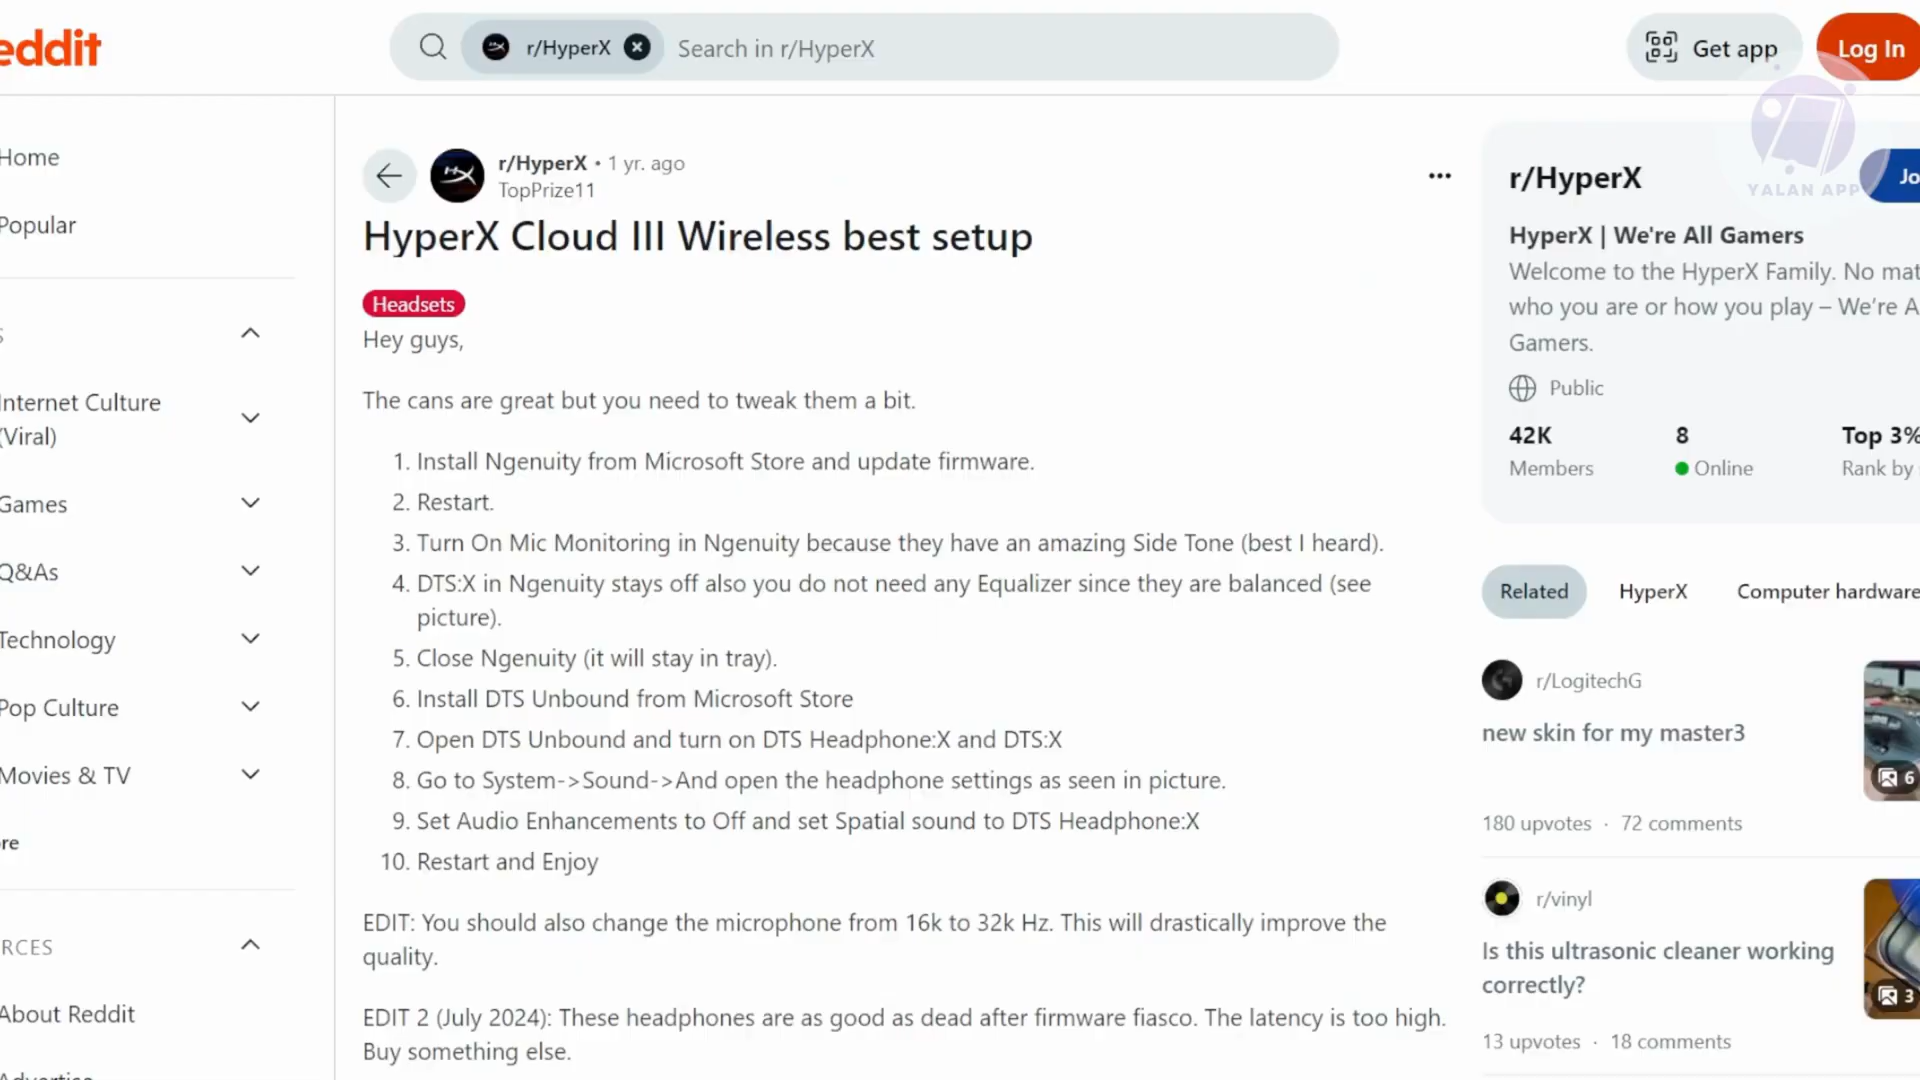 eddit
r/HyperX
Search in r/HyperX
Get app
Log In
YALAN APP
Home
Popular
S
Internet Culture
(Viral)
Games
Q&As
Technology
Pop Culture
Movies & TV
re
RCES
About Reddit
Advertise
r/HyperX • 1 yr. ago
TopPrize11
HyperX Cloud III Wireless best setup
Headsets
Hey guys,
The cans are great but you need to tweak them a bit.
1. Install Ngenuity from Microsoft Store and update firmware.
2. Restart.
3. Turn On Mic Monitoring in Ngenuity because they have an amazing Side Tone (best I heard).
4. DTS:X in Ngenuity stays off also you do not need any Equalizer since they are balanced (see
picture).
5. Close Ngenuity (it will stay in tray).
6. Install DTS Unbound from Microsoft Store
7. Open DTS Unbound and turn on DTS Headphone:X and DTS:X
8. Go to System->Sound->And open the headphone settings as seen in picture.
9. Set Audio Enhancements to Off and set Spatial sound to DTS Headphone:X
10. Restart and Enjoy
EDIT: You should also change the microphone from 16k to 32k Hz. This will drastically improve the
quality.
EDIT 2 (July 2024): These headphones are as good as dead after firmware fiasco. The latency is too high.
Buy something else.
r/HyperX
Jo
HyperX | We're All Gamers
Welcome to the HyperX Family. No mat
who you are or how you play – We're A
Gamers.
Public
42K
8
Top 3%
Members
Online
Rank by
Related
HyperX
Computer hardware
r/LogitechG
new skin for my master3
6
180 upvotes · 72 comments
r/vinyl
Is this ultrasonic cleaner working
correctly?
3
13 upvotes · 18 comments